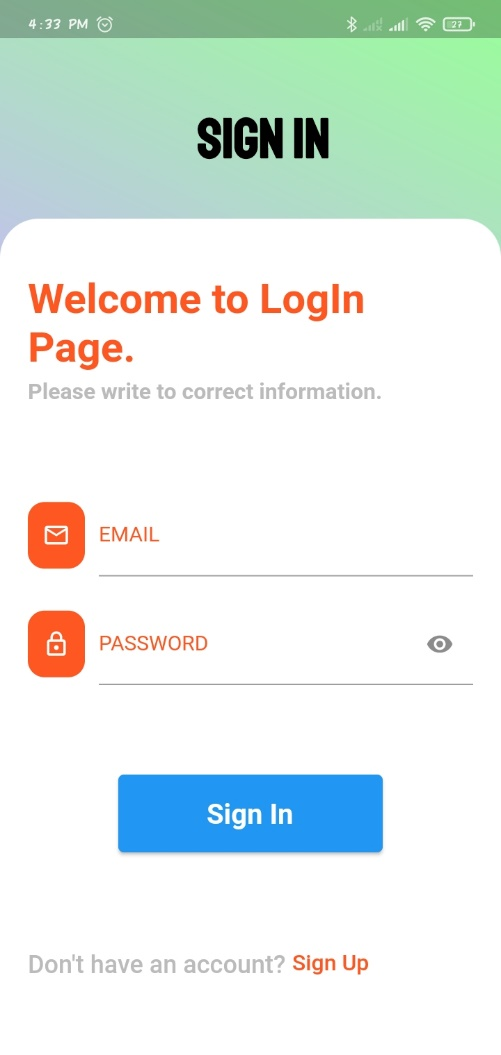 4:33 PM
27
SIGN IN
Welcome to LogIn
Page.
Please write to correct information.
EMAIL
PASSWORD
Sign In
Don't have an account? Sign Up